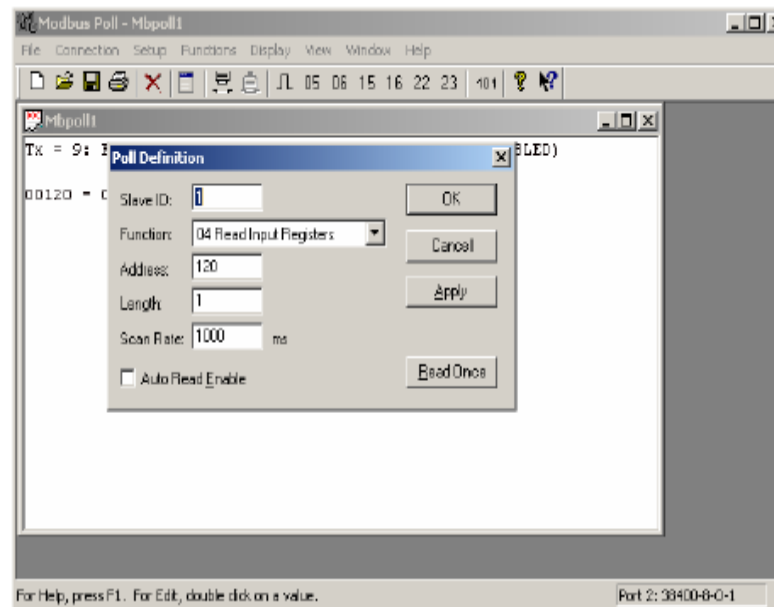 Modbus Poll - Mbpoll1
File Connection Setup Functions Display View Window Help
05 06 15 16 22 23 101
Mbpoll1
Tx = 9:
BLED)
00120 =
Poll Definition
Slave ID: 1
OK
Function: 04 Read Input Registers
Cancel
Address: 120
Length: 1
Apply
Scan Rate: 1000 ms
Auto Read Enable
Read Once
For Help, press F1. For Edit, double click on a value.
Port 2: 38400-8-O-1